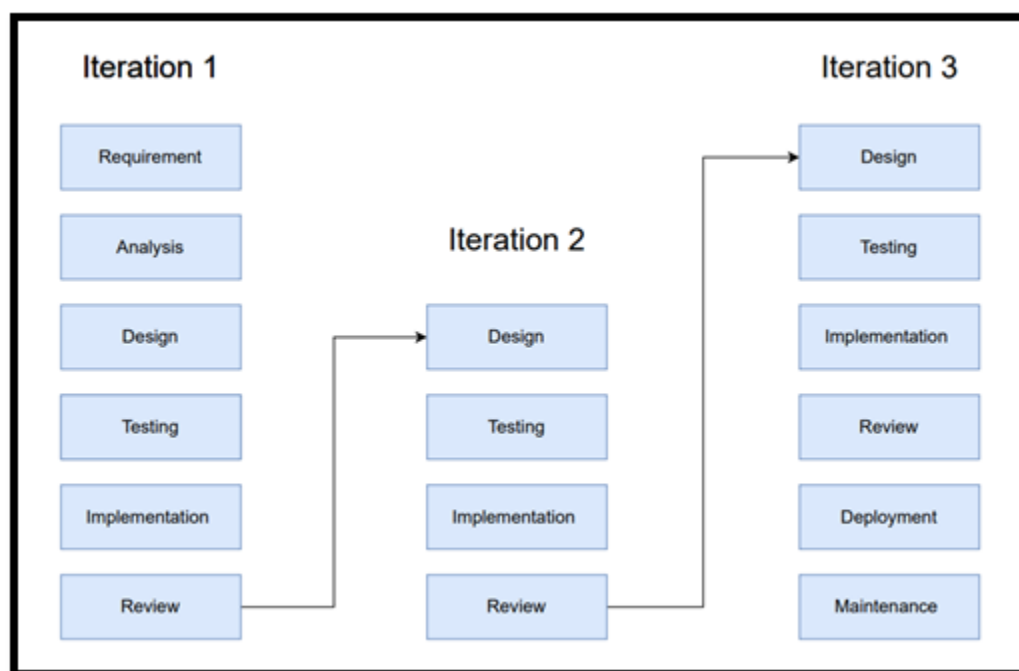 Iteration 1
Requirement
Analysis
Design
Testing
Implementation
Review
Iteration 2
Design
Testing
Implementation
Review
Iteration 3
Design
Testing
Implementation
Review
Deployment
Maintenance